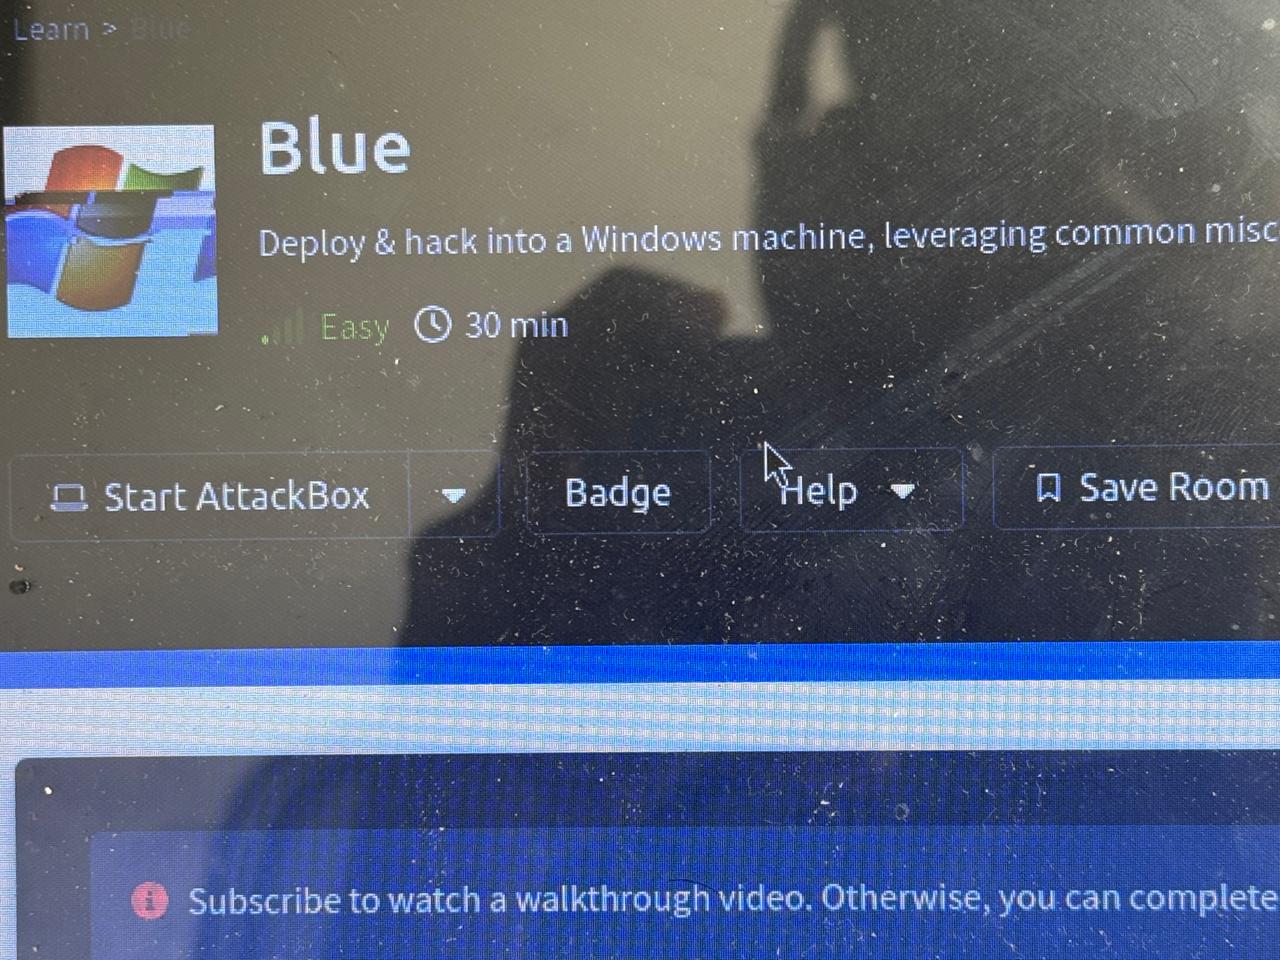 Learn > Blue
Blue
Deploy & hack into a Windows machine, leveraging common misc
Easy 30 min
Start AttackBox Badge Help Save Room
Subscribe to watch a walkthrough video. Otherwise, you can complete